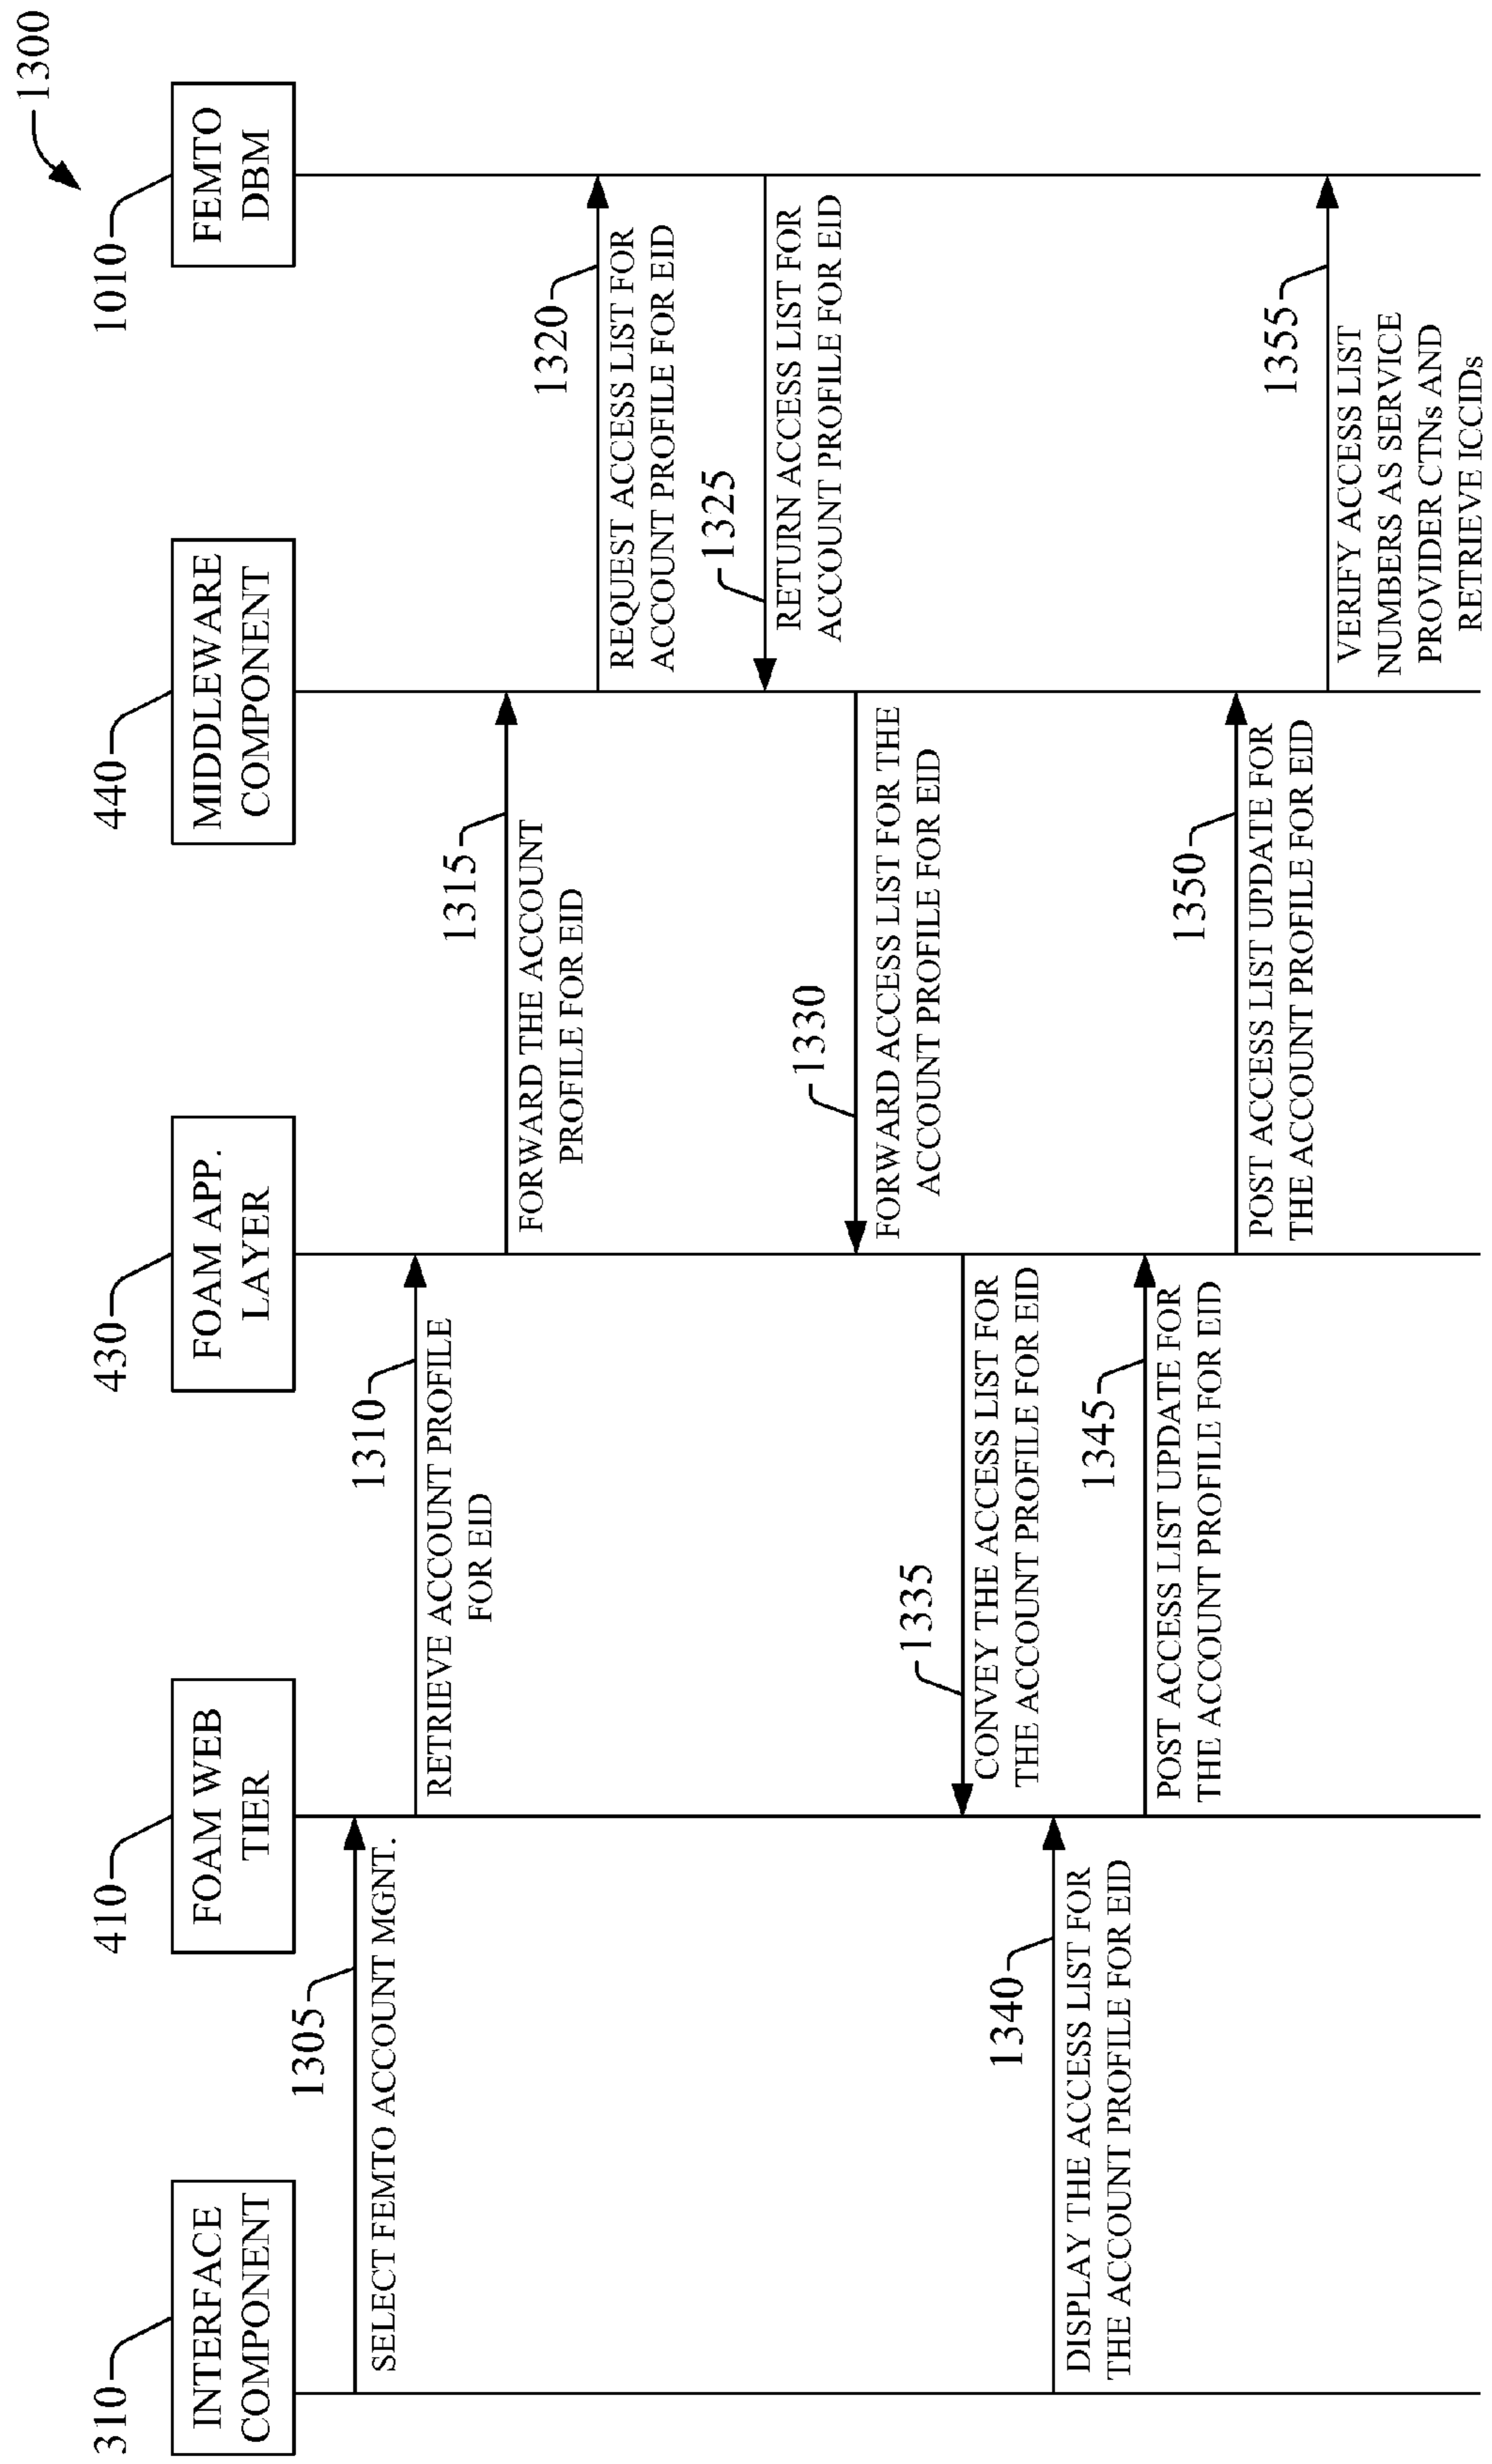 1300
310
INTERFACE
COMPONENT
410
FOAM WEB
TIER
430
FOAM APP.
LAYER
440
MIDDLEWARE
COMPONENT
1010
FEMTO
DBM
1305
SELECT FEMTO ACCOUNT MGNT.
1310
RETRIEVE ACCOUNT PROFILE
FOR EID
1315
FORWARD THE ACCOUNT
PROFILE FOR EID
1320
REQUEST ACCESS LIST FOR
ACCOUNT PROFILE FOR EID
1325
RETURN ACCESS LIST FOR
ACCOUNT PROFILE FOR EID
1330
FORWARD ACCESS LIST FOR THE
ACCOUNT PROFILE FOR EID
1335
CONVEY THE ACCESS LIST FOR
THE ACCOUNT PROFILE FOR EID
1340
DISPLAY THE ACCESS LIST FOR
THE ACCOUNT PROFILE FOR EID
1345
POST ACCESS LIST UPDATE FOR
THE ACCOUNT PROFILE FOR EID
1350
POST ACCESS LIST UPDATE FOR
THE ACCOUNT PROFILE FOR EID
1355
VERIFY ACCESS LIST
NUMBERS AS SERVICE
PROVIDER CTNs AND
RETRIEVE ICCIDs